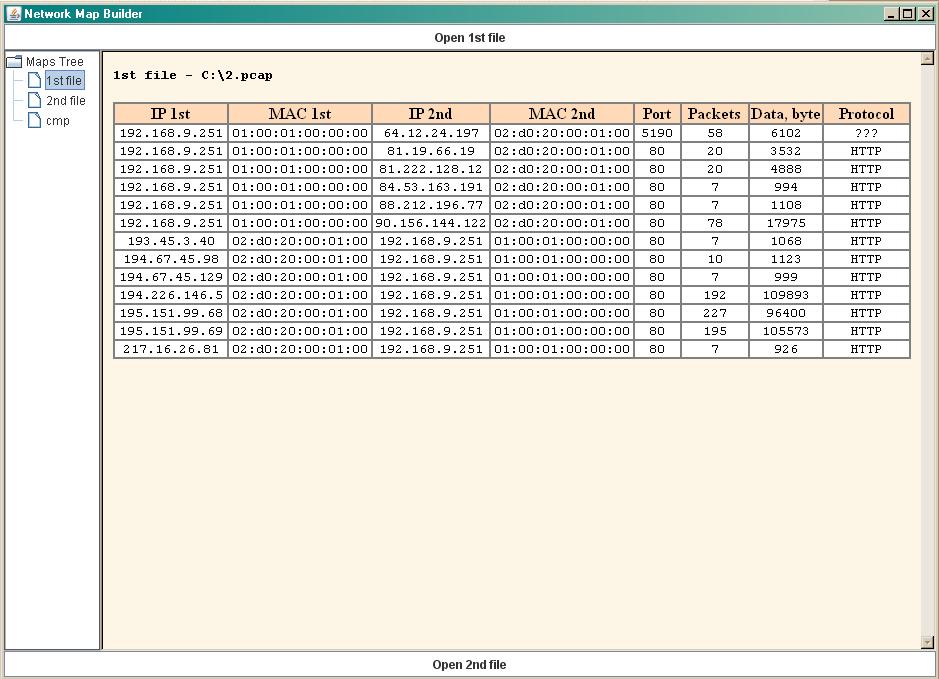 Network Map Builder
Open 1st file
Maps Tree
1st file
2nd file
cmp
1st file - C:\2.pcap
IP 1st MAC 1st IP 2nd MAC 2nd Port Packets Data, byte Protocol
192.168.9.251 01:00:01:00:00:00 64.12.24.197 02:d0:20:00:01:00 5190 58 6102 ???
192.168.9.251 01:00:01:00:00:00 81.19.66.19 02:d0:20:00:01:00 80 20 3532 HTTP
192.168.9.251 01:00:01:00:00:00 81.222.128.12 02:d0:20:00:01:00 80 20 4888 HTTP
192.168.9.251 01:00:01:00:00:00 84.53.163.191 02:d0:20:00:01:00 80 7 994 HTTP
192.168.9.251 01:00:01:00:00:00 88.212.196.77 02:d0:20:00:01:00 80 7 1108 HTTP
192.168.9.251 01:00:01:00:00:00 90.156.144.122 02:d0:20:00:01:00 80 78 17975 HTTP
193.45.3.40 02:d0:20:00:01:00 192.168.9.251 01:00:01:00:00:00 80 7 1068 HTTP
194.67.45.98 02:d0:20:00:01:00 192.168.9.251 01:00:01:00:00:00 80 10 1123 HTTP
194.67.45.129 02:d0:20:00:01:00 192.168.9.251 01:00:01:00:00:00 80 7 999 HTTP
194.226.146.5 02:d0:20:00:01:00 192.168.9.251 01:00:01:00:00:00 80 192 109893 HTTP
195.151.99.68 02:d0:20:00:01:00 192.168.9.251 01:00:01:00:00:00 80 227 96400 HTTP
195.151.99.69 02:d0:20:00:01:00 192.168.9.251 01:00:01:00:00:00 80 195 105573 HTTP
217.16.26.81 02:d0:20:00:01:00 192.168.9.251 01:00:01:00:00:00 80 7 926 HTTP
Open 2nd file